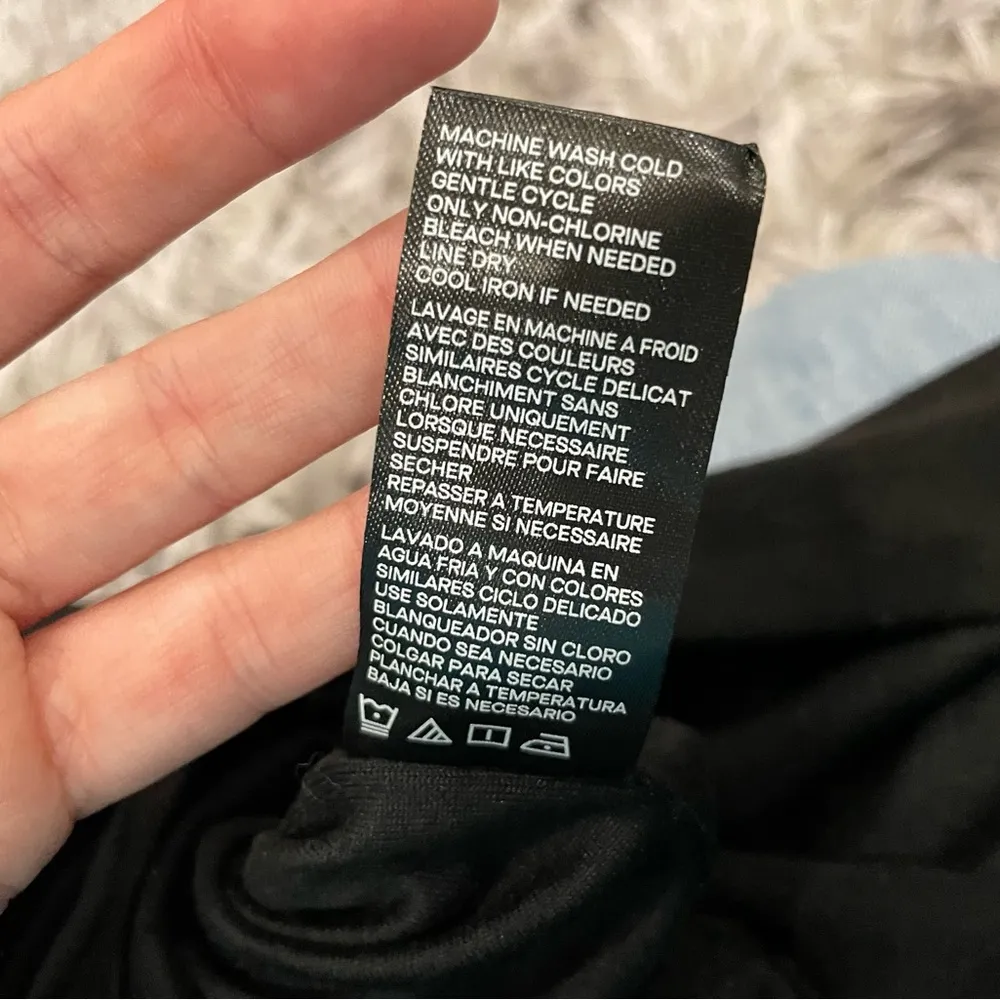 MACHINE WASH COLD
WITH LIKE COLORS
GENTLE CYCLE
ONLY NON-CHLORINE
BLEACH WHEN NEEDED
LINE DRY
COOL IRON IF NEEDED
LAVAGE EN MACHINE A FROID
AVEC DES COULEURS
SIMILAIRES CYCLE DELICAT
BLANCHIMENT SANS
CHLORE UNIQUEMENT
LORSQUE NECESSAIRE
SUSPENDRE POUR FAIRE
SECHER
REPASSER A TEMPERATURE
MOYENNE SI NECESSAIRE
LAVADO A MAQUINA EN
AGUA FRIA Y CON COLORES
SIMILARES CICLO DELICADO
USE SOLAMENTE
BLANQUEADOR SIN CLORO
CUANDO SEA NECESARIO
COLGAR PARA SECAR
PLANCHAR A TEMPERATURA
BAJA SI ES NECESARIO